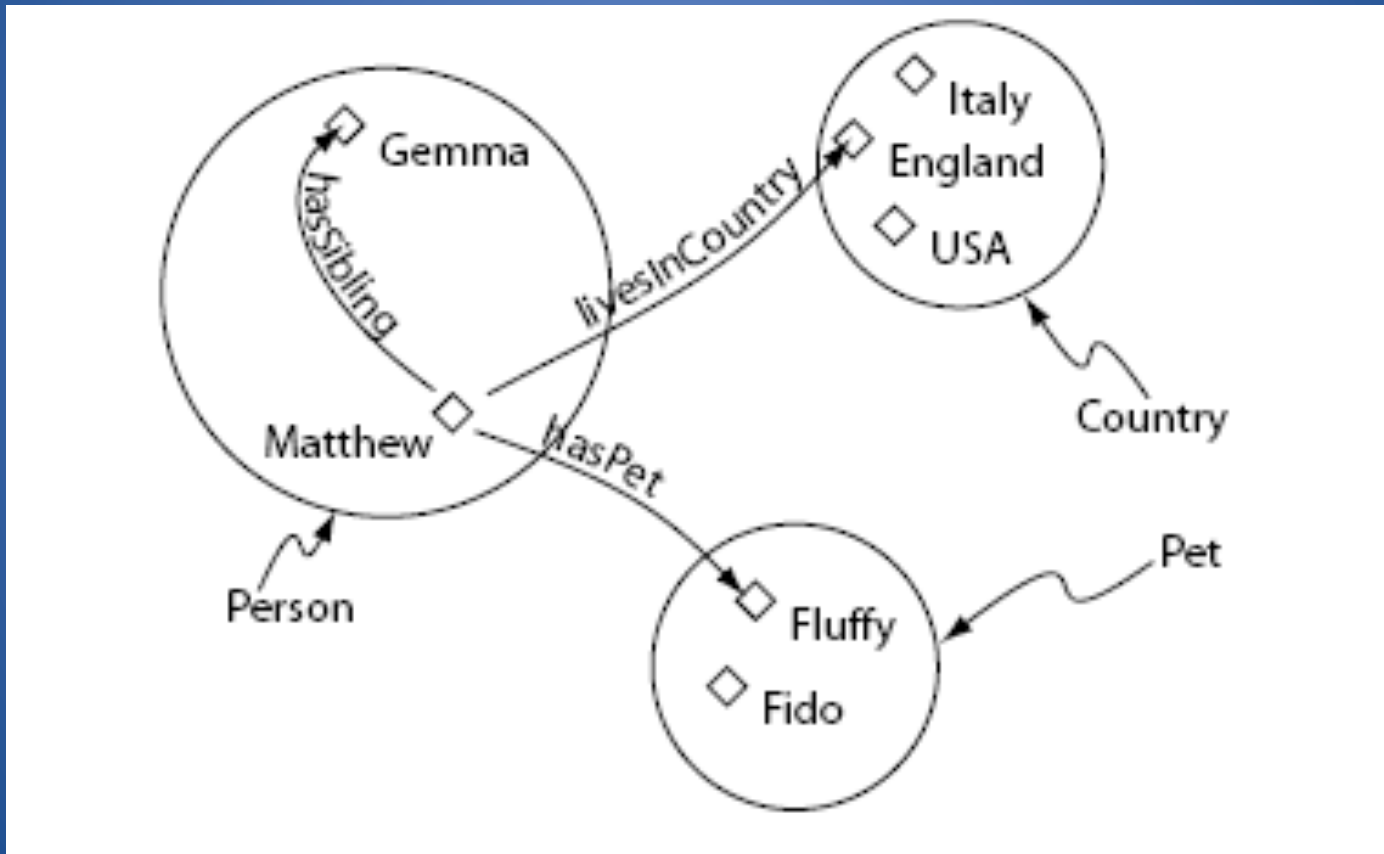 Italy
Gemma
England
hasSibling
livesInCountry
USA
Country
Matthew
hasPet
Pet
Person
Fluffy
Fido